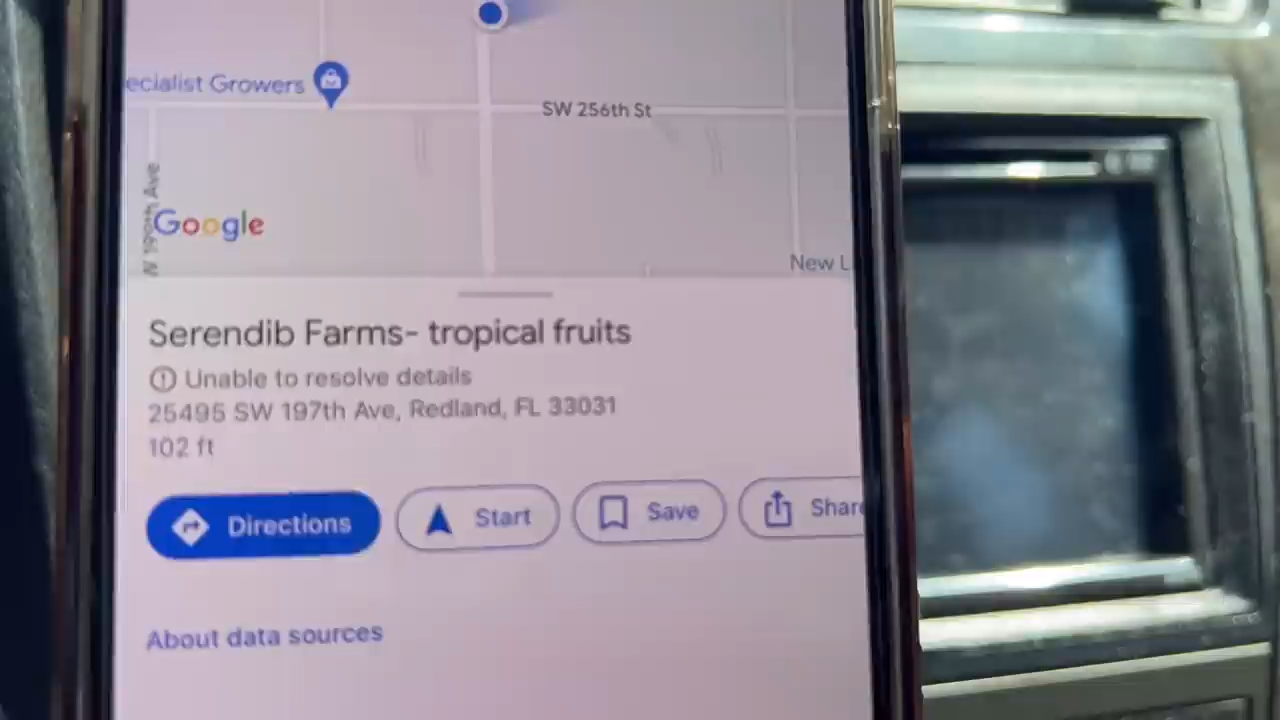 ecialist Growers
SW 256th St
Google
New L
Serendib Farms- tropical fruits
Unable to resolve details
25495 SW 197th Ave, Redland, FL 33031
102 ft
Directions
Start
Save
Share
About data sources